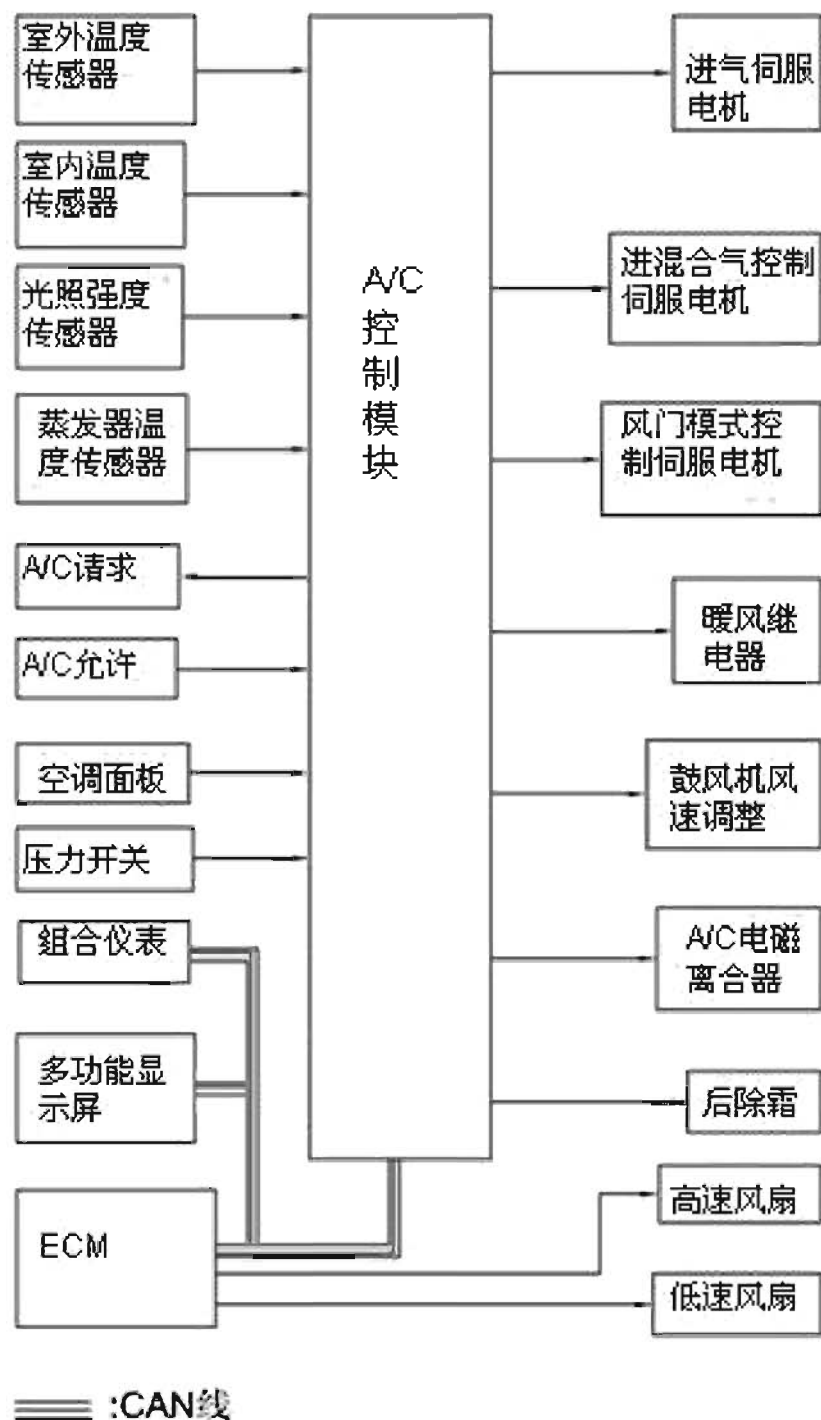 室外温度
传感器
室内温度
传感器
光照强度
传感器
蒸发器温
度传感器
A/C请求
A/C允许
空调面板
压力开关
组合仪表
多功能显
示屏
ECM
A/C
控
制
模
块
进气伺服
电机
进混合气控制
伺服电机
风门模式控
制伺服电机
暖风继
电器
鼓风机风
速调整
A/C电磁
离合器
后除霜
高速风扇
低速风扇
:CAN线